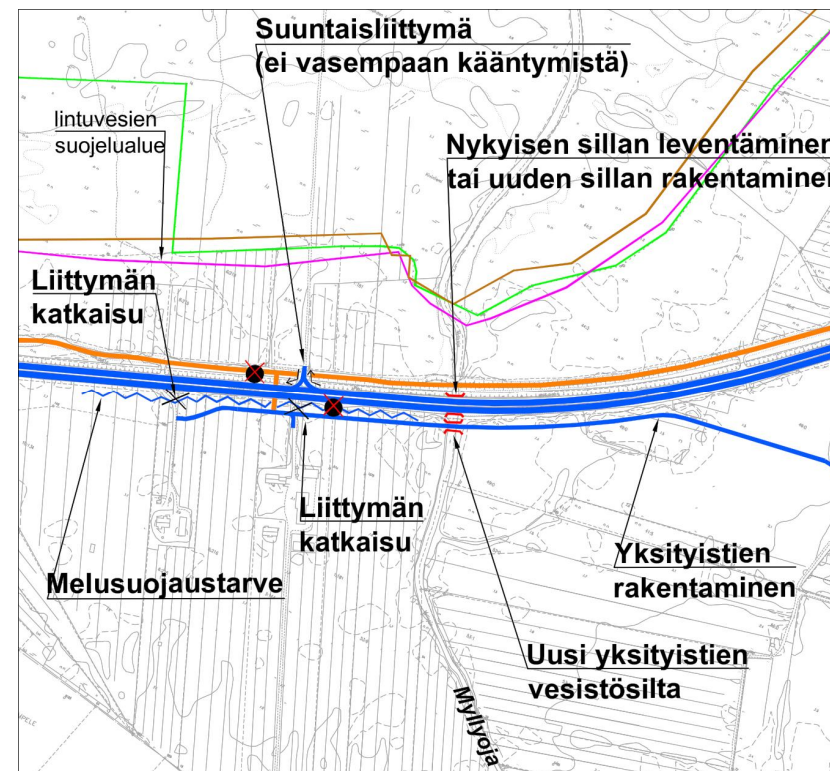 Suuntaisliittymä
(ei vasempaan kääntymistä)
lintuvesien
suojelualue
Nykyisen sillan leventäminen
tai uuden sillan rakentaminen
Liittymän
katkaisu
Liittymän
katkaisu
Melusuojaustarve
Yksityistien
rakentaminen
Uusi yksityistien
vesistösilta
Myllyoja